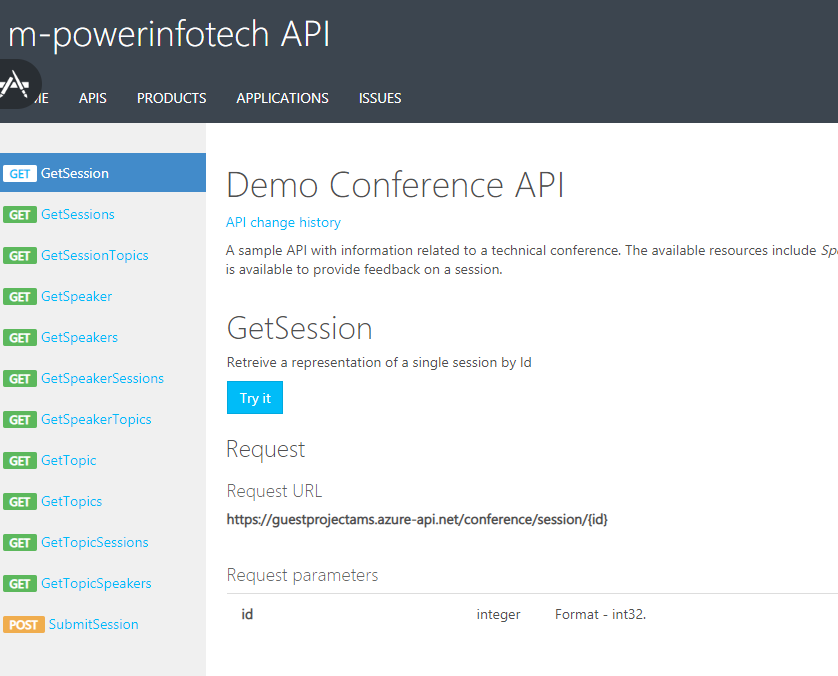 m-powerinfotech API
ME APIS PRODUCTS APPLICATIONS ISSUES
GET GetSession
GET GetSessions
GET GetSessionTopics
GET GetSpeaker
GET GetSpeakers
GET GetSpeakerSessions
GET GetSpeakerTopics
GET GetTopic
GET GetTopics
GET GetTopicSessions
GET GetTopicSpeakers
POST SubmitSession
Demo Conference API
API change history
A sample API with information related to a technical conference. The available resources include Sp
is available to provide feedback on a session.
GetSession
Retreive a representation of a single session by Id
Try it
Request
Request URL
https://guestprojectams.azure-api.net/conference/session/{id}
Request parameters
id integer Format - int32.